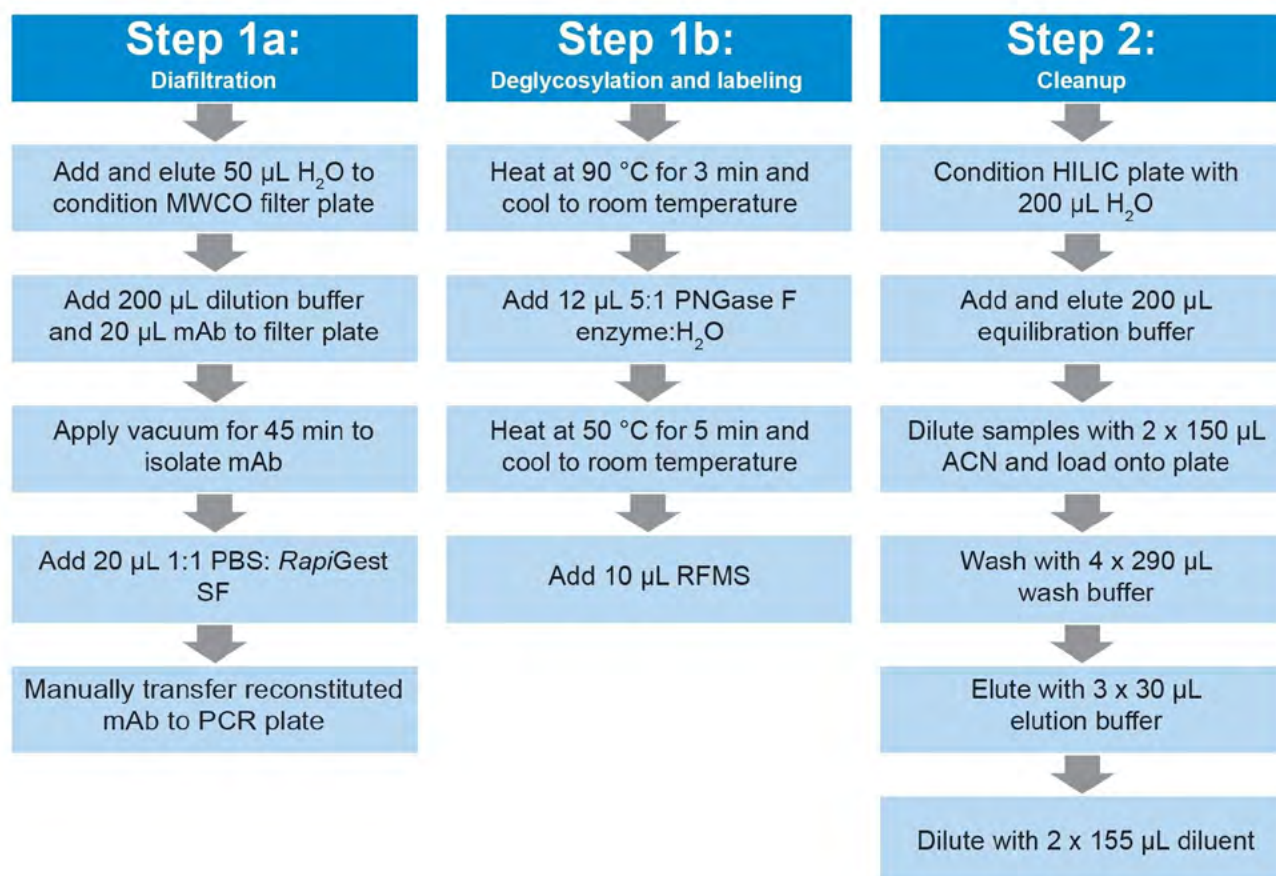 Step 1a:
Diafiltration
Add and elute 50 µL H₂O to
condition MWCO filter plate
Add 200 µL dilution buffer
and 20 µL mAb to filter plate
Apply vacuum for 45 min to
isolate mAb
Add 20 µL 1:1 PBS: RapiGest
SF
Manually transfer reconstituted
mAb to PCR plate
Step 1b:
Deglycosylation and labeling
Heat at 90 °C for 3 min and
cool to room temperature
Add 12 µL 5:1 PNGase F
enzyme:H₂O
Heat at 50 °C for 5 min and
cool to room temperature
Add 10 µL RFMS
Step 2:
Cleanup
Condition HILIC plate with
200 µL H₂O
Add and elute 200 µL
equilibration buffer
Dilute samples with 2 x 150 µL
ACN and load onto plate
Wash with 4 x 290 µL
wash buffer
Elute with 3 x 30 µL
elution buffer
Dilute with 2 x 155 µL diluent